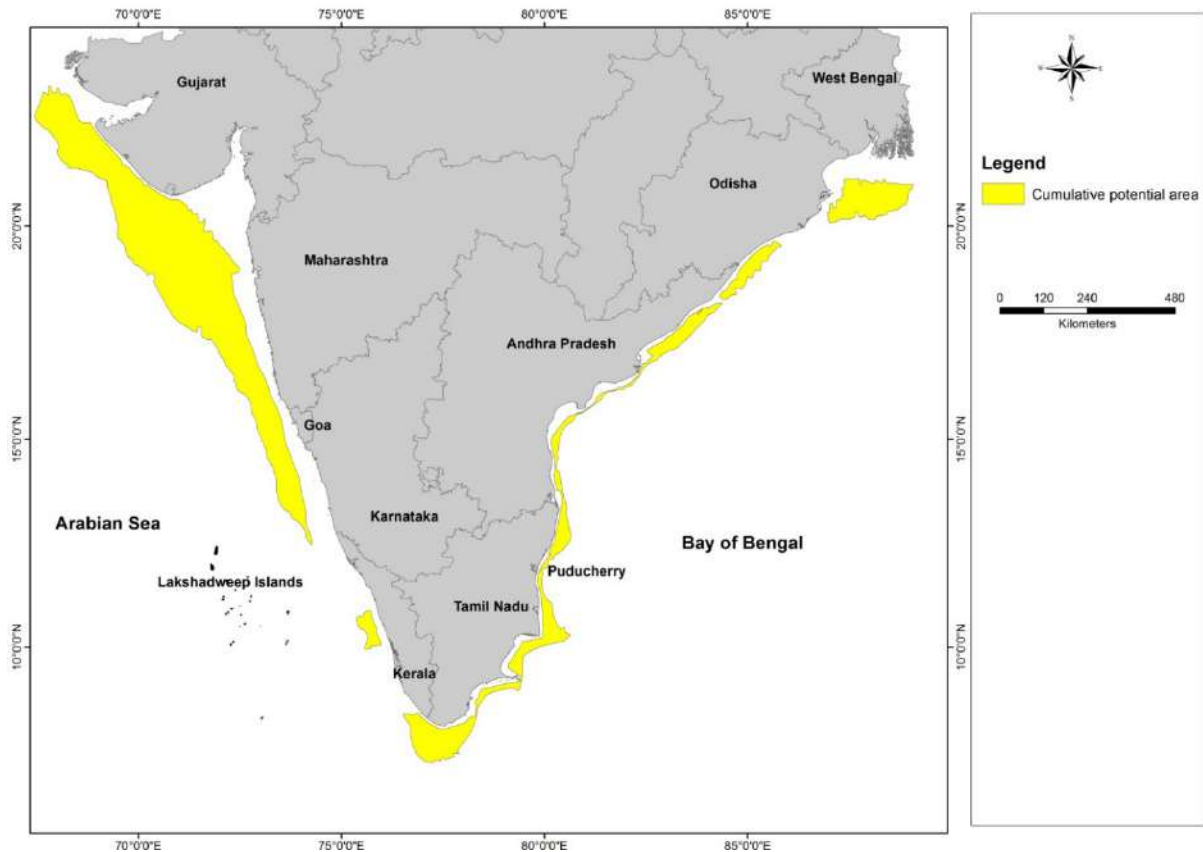 70°0'0"E 75°0'0"E 80°0'0"E 85°0'0"E
N
W E
S
Gujarat
West Bengal
Legend
Cumulative potential area
Odisha
20°0'0"N 20°0'0"N
Maharashtra
0 120 240 480
Kilometers
Andhra Pradesh
Goa
15°0'0"N 15°0'0"N
Karnataka
Arabian Sea
Bay of Bengal
Puducherry
Lakshadweep Islands
Tamil Nadu
10°0'0"N 10°0'0"N
Kerala
70°0'0"E 75°0'0"E 80°0'0"E 85°0'0"E